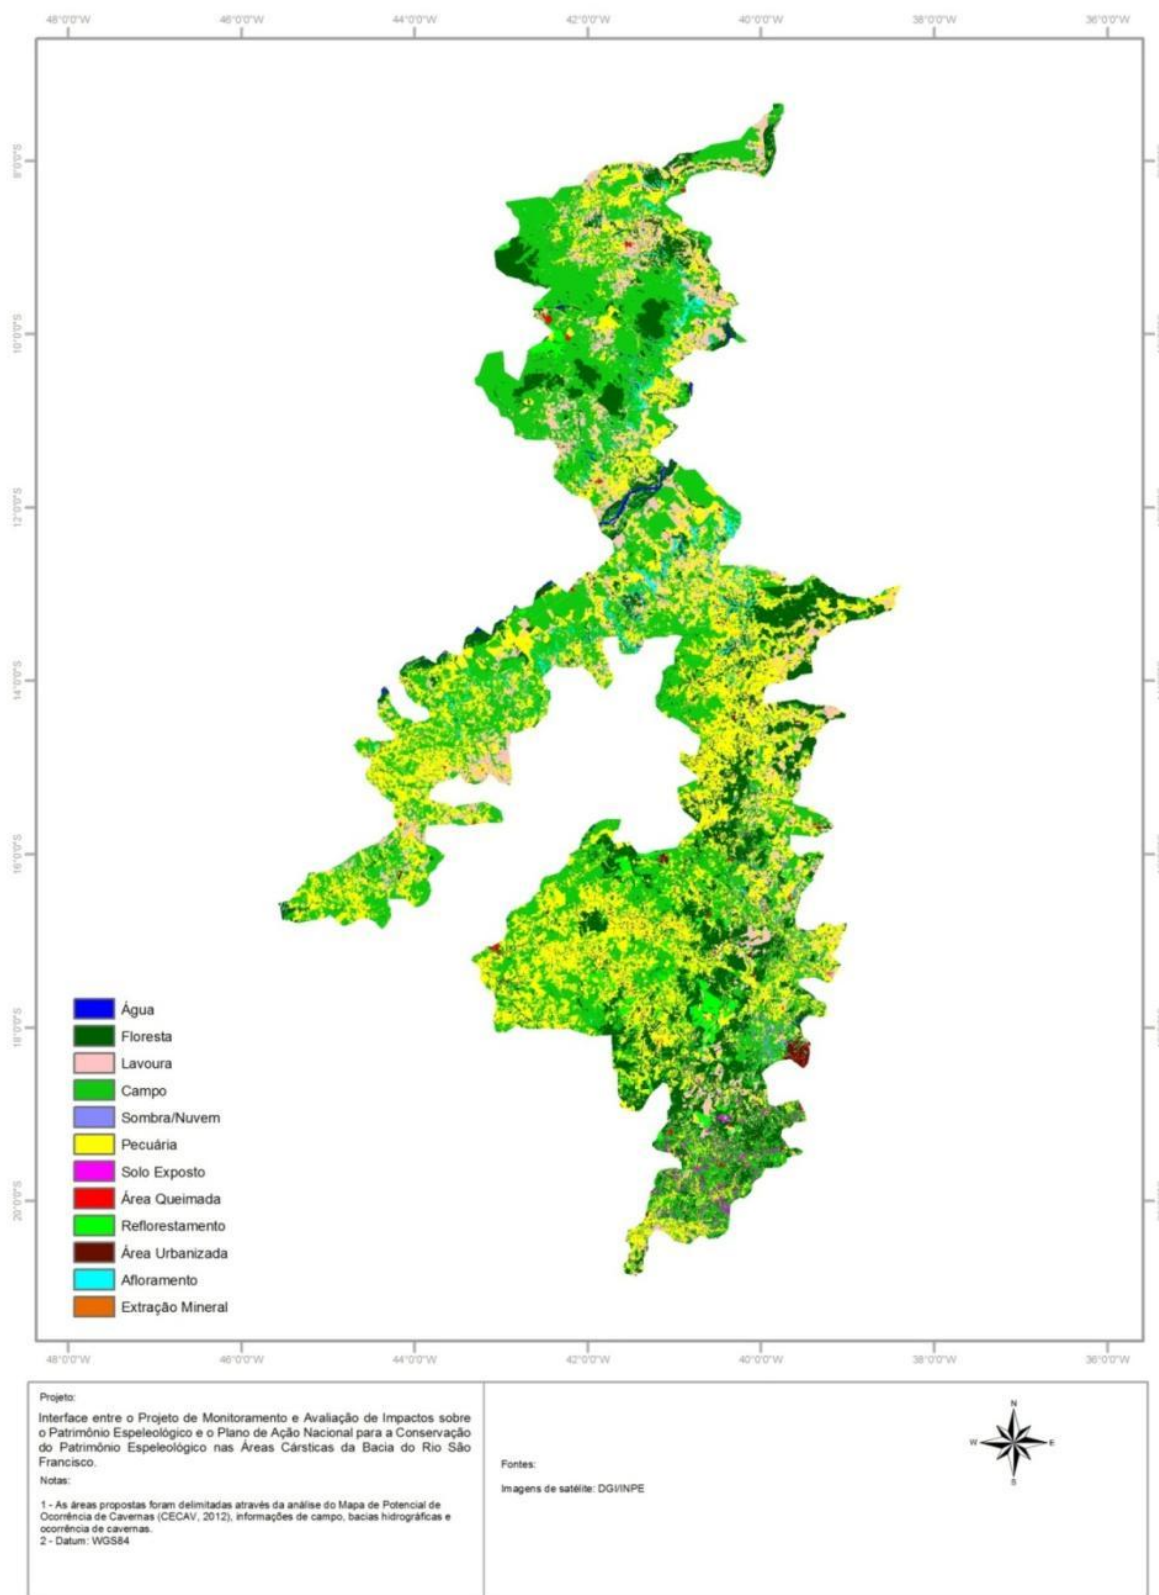 48°0'0"W 46°0'0"W 44°0'0"W 42°0'0"W 40°0'0"W 38°0'0"W 36°0'0"W
8°0'0"S
10°0'0"S
12°0'0"S
14°0'0"S
16°0'0"S
18°0'0"S
20°0'0"S
Água
Floresta
Lavoura
Campo
Sombra/Nuvem
Pecuária
Solo Exposto
Área Queimada
Reflorestamento
Área Urbanizada
Afloramento
Extração Mineral
48°0'0"W 46°0'0"W 44°0'0"W 42°0'0"W 40°0'0"W 38°0'0"W 36°0'0"W
Projeto:
Interface entre o Projeto de Monitoramento e Avaliação de Impactos sobre
o Patrimônio Espeleológico e o Plano de Ação Nacional para a Conservação
do Patrimônio Espeleológico nas Áreas Cársticas da Bacia do Rio São
Francisco.
Notas:
1 - As áreas propostas foram delimitadas através da análise do Mapa de Potencial de
Ocorrência de Cavernas (CECAV, 2012), informações de campo, bacias hidrográficas e
ocorrência de cavernas.
2 - Datum: WGS84
Fontes:
Imagens de satélite: DGI/INPE
N
W E
S